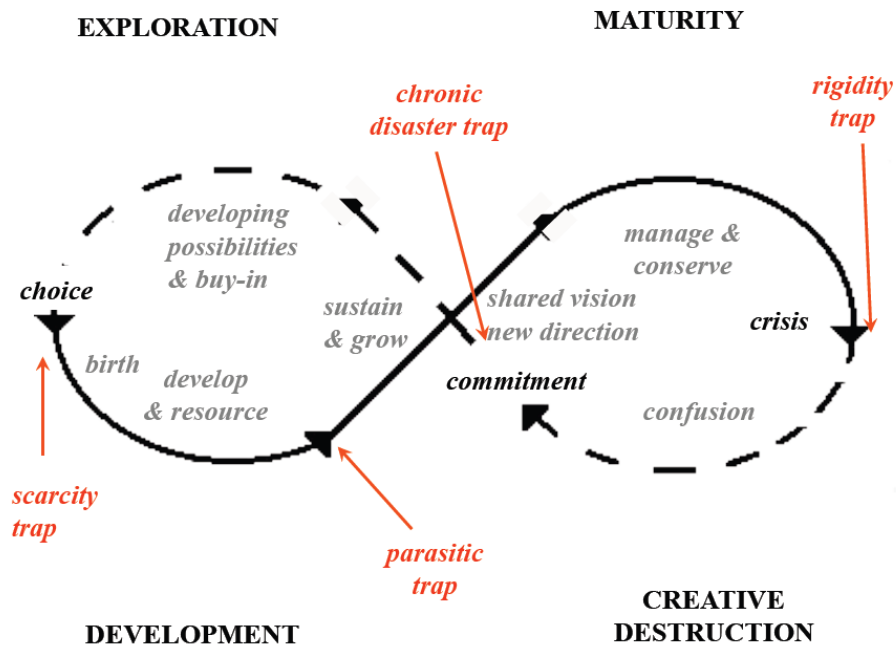 EXPLORATION
MATURITY
chronic
disaster trap
rigidity
trap
developing
possibilities
& buy-in
manage &
conserve
choice
sustain
& grow
shared vision
new direction
crisis
birth
develop
& resource
commitment
confusion
scarcity
trap
parasitic
trap
DEVELOPMENT
CREATIVE
DESTRUCTION